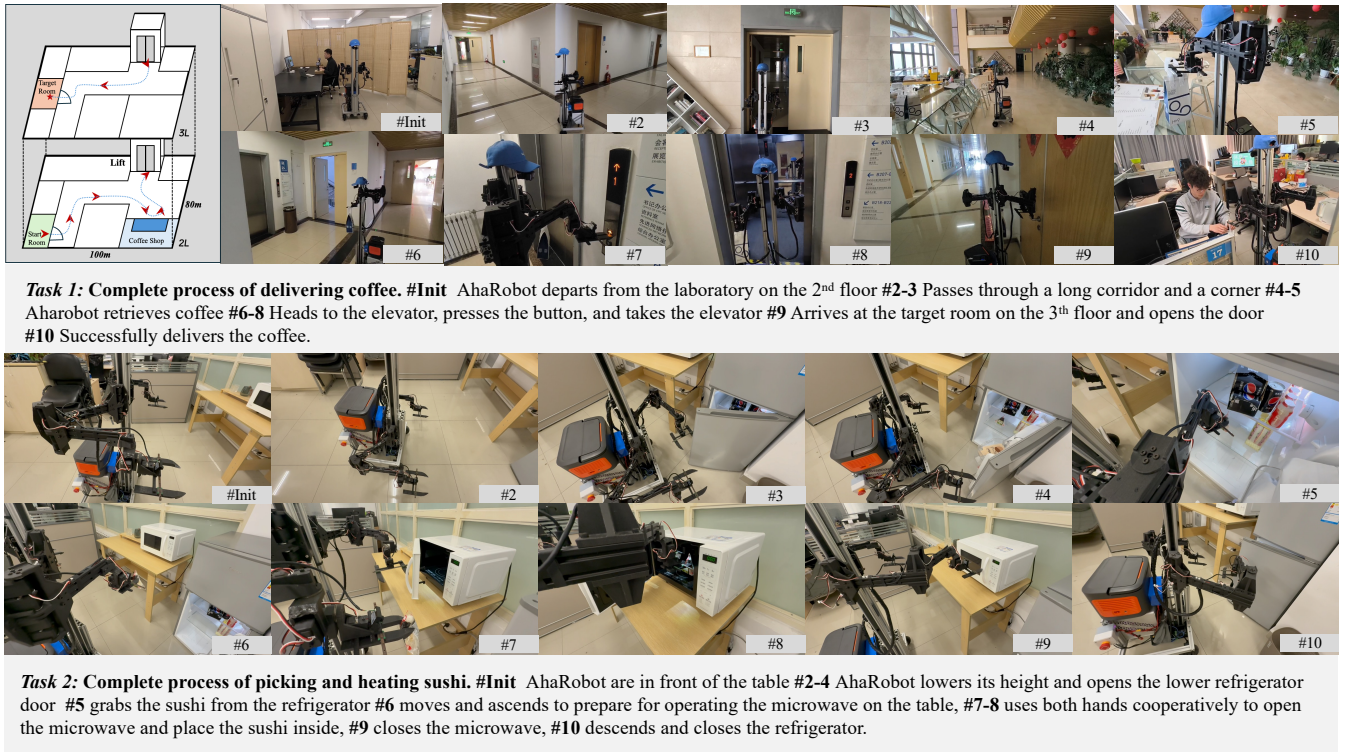 Target
Room
3L
Lift
80m
Start
Room
Coffee Shop
2L
100m
#Init
#2
#3
#4
#5
#6
#7
#8
#9
17
#10
Task 1: Complete process of delivering coffee. #Init AhaRobot departs from the laboratory on the 2nd floor #2-3 Passes through a long corridor and a corner #4-5
Aharobot retrieves coffee #6-8 Heads to the elevator, presses the button, and takes the elevator #9 Arrives at the target room on the 3th floor and opens the door
#10 Successfully delivers the coffee.
#Init
#2
#3
#4
#5
#6
#7
#8
#9
#10
Task 2: Complete process of picking and heating sushi. #Init AhaRobot are in front of the table #2-4 AhaRobot lowers its height and opens the lower refrigerator
door #5 grabs the sushi from the refrigerator #6 moves and ascends to prepare for operating the microwave on the table, #7-8 uses both hands cooperatively to open
the microwave and place the sushi inside, #9 closes the microwave, #10 descends and closes the refrigerator.